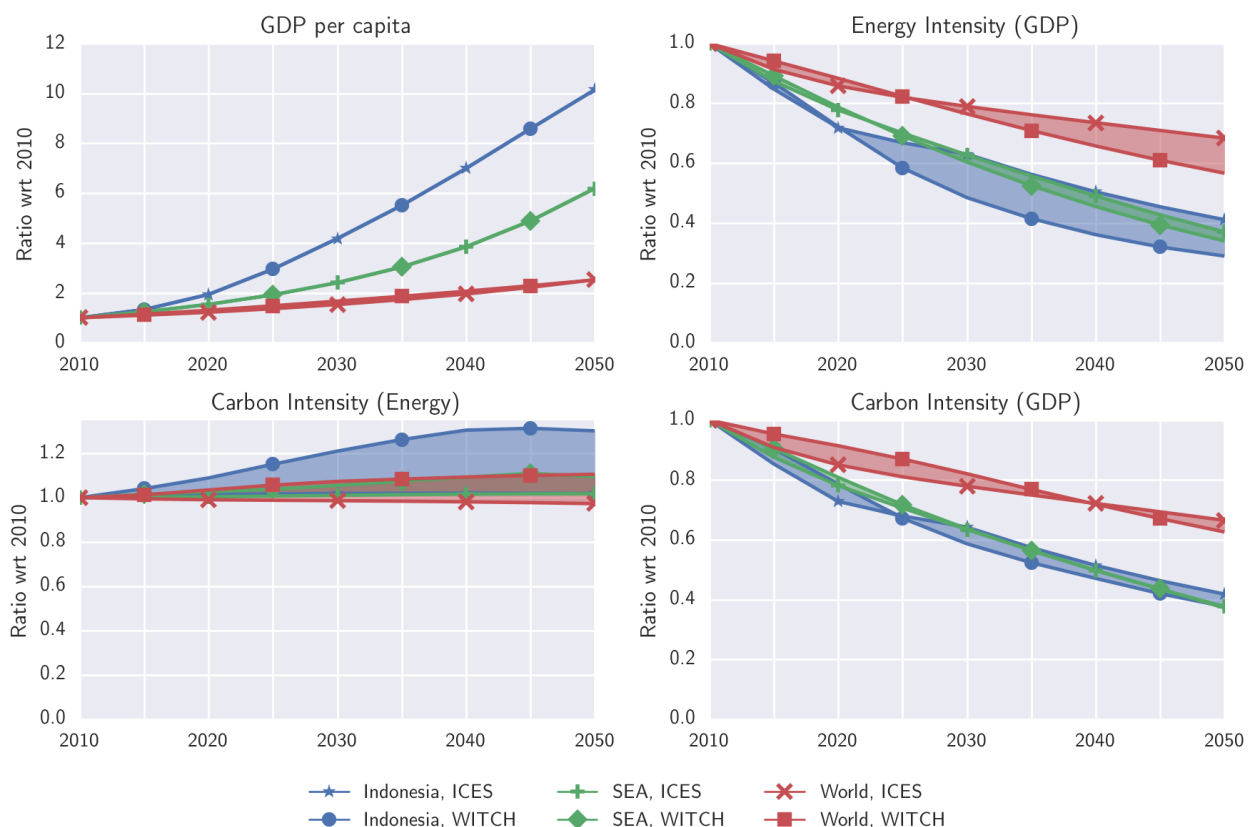 GDP per capita
Ratio wrt 2010
12
10
8
6
4
2
0
2010 2020 2030 2040 2050
Energy Intensity (GDP)
Ratio wrt 2010
1.0
0.8
0.6
0.4
0.2
0.0
2010 2020 2030 2040 2050
Carbon Intensity (Energy)
Ratio wrt 2010
1.2
1.0
0.8
0.6
0.4
0.2
0.0
2010 2020 2030 2040 2050
Carbon Intensity (GDP)
Ratio wrt 2010
1.0
0.8
0.6
0.4
0.2
0.0
2010 2020 2030 2040 2050
Indonesia, ICES SEA, ICES World, ICES
Indonesia, WITCH SEA, WITCH World, WITCH